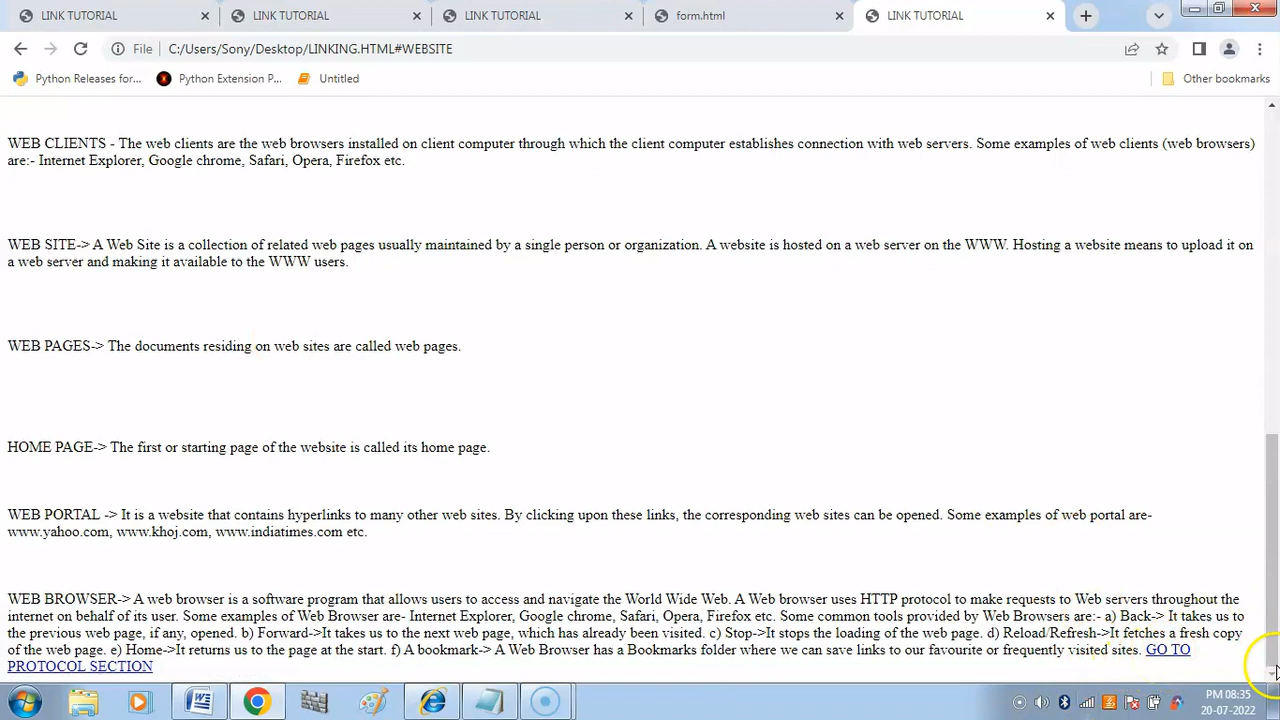 LINK TUTORIAL
LINK TUTORIAL
LINK TUTORIAL
form.html
LINK TUTORIAL
File
C:/Users/Sony/Desktop/LINKING.HTML#WEBSITE
Python Releases for...
Python Extension P...
Untitled
Other bookmarks
WEB CLIENTS - The web clients are the web browsers installed on client computer through which the client computer establishes connection with web servers. Some examples of web clients (web browsers)
are:- Internet Explorer, Google chrome, Safari, Opera, Firefox etc.
WEB SITE-> A Web Site is a collection of related web pages usually maintained by a single person or organization. A website is hosted on a web server on the WWW. Hosting a website means to upload it on
a web server and making it available to the WWW users.
WEB PAGES-> The documents residing on web sites are called web pages.
HOME PAGE-> The first or starting page of the website is called its home page.
WEB PORTAL -> It is a website that contains hyperlinks to many other web sites. By clicking upon these links, the corresponding web sites can be opened. Some examples of web portal are-
www.yahoo.com, www.khoj.com, www.indiatimes.com etc.
WEB BROWSER-> A web browser is a software program that allows users to access and navigate the World Wide Web. A Web browser uses HTTP protocol to make requests to Web servers throughout the
internet on behalf of its user. Some examples of Web Browser are- Internet Explorer, Google chrome, Safari, Opera, Firefox etc. Some common tools provided by Web Browsers are:- a) Back-> It takes us to
the previous web page, if any, opened. b) Forward->It takes us to the next web page, which has already been visited. c) Stop->It stops the loading of the web page. d) Reload/Refresh->It fetches a fresh copy
of the web page. e) Home->It returns us to the page at the start. f) A bookmark-> A Web Browser has a Bookmarks folder where we can save links to our favourite or frequently visited sites. GO TO
PROTOCOL SECTION
PM 08:35
20-07-2022